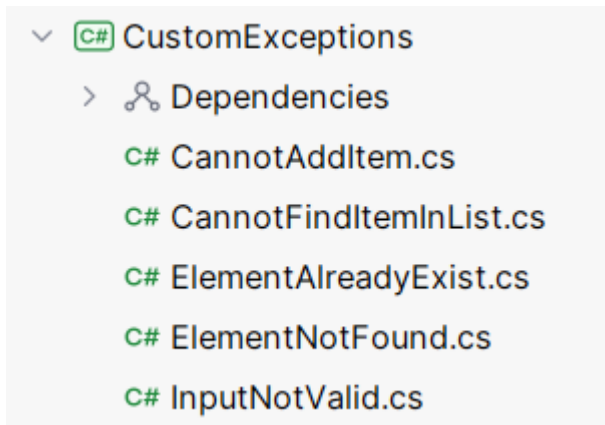 C# CustomExceptions
Dependencies
C# CannotAddItem.cs
C# CannotFindItemInList.cs
C# ElementAlreadyExist.cs
C# ElementNotFound.cs
C# InputNotValid.cs